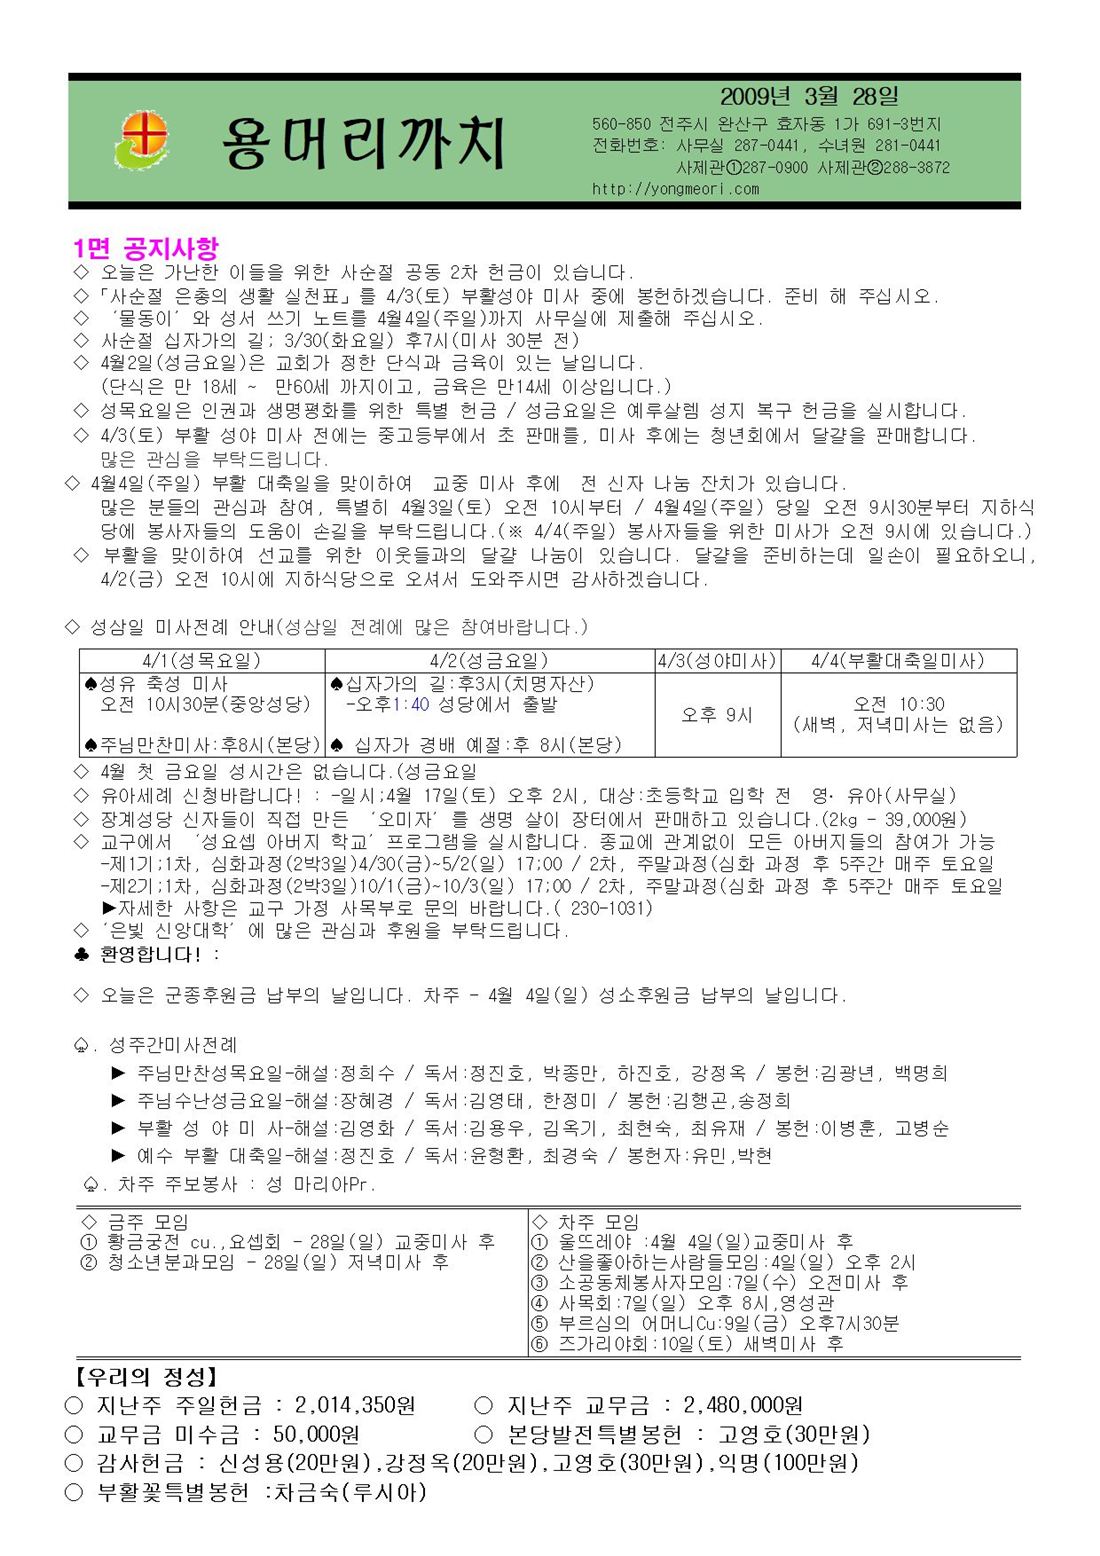 2009년 3월 28일
용머리까치
560-850 전주시 완산구 효자동 1가 691-3번지
전화번호: 사무실 287-0441, 수녀원 281-0441
사제관①287-0900 사제관②288-3872
http://yongmeori.com
1면 공지사항
◇ 오늘은 가난한 이들을 위한 사순절 공동 2차 헌금이 있습니다.
◇「사순절 은총의 생활 실천표」를 4/3(토) 부활성야 미사 중에 봉헌하겠습니다. 준비 해 주십시오.
◇ ‘물동이’와 성서 쓰기 노트를 4월4일(주일)까지 사무실에 제출해 주십시오.
◇ 사순절 십자가의 길; 3/30(화요일) 후7시(미사 30분 전)
◇ 4월2일(성금요일)은 교회가 정한 단식과 금육이 있는 날입니다.
(단식은 만 18세 ~ 만60세 까지이고, 금육은 만14세 이상입니다.)
◇ 성목요일은 인권과 생명평화를 위한 특별 헌금 / 성금요일은 예루살렘 성지 복구 헌금을 실시합니다.
◇ 4/3(토) 부활 성야 미사 전에는 중고등부에서 초 판매를, 미사 후에는 청년회에서 달걀을 판매합니다.
많은 관심을 부탁드립니다.
◇ 4월4일(주일) 부활 대축일을 맞이하여 교중 미사 후에 전 신자 나눔 잔치가 있습니다.
많은 분들의 관심과 참여, 특별히 4월3일(토) 오전 10시부터 / 4월4일(주일) 당일 오전 9시30분부터 지하식
당에 봉사자들의 도움이 손길을 부탁드립니다.(※ 4/4(주일) 봉사자들을 위한 미사가 오전 9시에 있습니다.)
◇ 부활을 맞이하여 선교를 위한 이웃들과의 달걀 나눔이 있습니다. 달걀을 준비하는데 일손이 필요하오니,
4/2(금) 오전 10시에 지하식당으로 오셔서 도와주시면 감사하겠습니다.
◇ 성삼일 미사전례 안내(성삼일 전례에 많은 참여바랍니다.)
4/1(성목요일) 4/2(성금요일) 4/3(성야미사) 4/4(부활대축일미사)
♠성유 축성 미사 ♠십자가의 길:후3시(치명자산)
오전 10시30분(중앙성당) -오후1:40 성당에서 출발 오후 9시 오전 10:30
(새벽, 저녁미사는 없음)
♠주님만찬미사:후8시(본당) ♠ 십자가 경배 예절:후 8시(본당)
◇ 4월 첫 금요일 성시간은 없습니다.(성금요일
◇ 유아세례 신청바랍니다! : -일시;4월 17일(토) 오후 2시, 대상:초등학교 입학 전 영· 유아(사무실)
◇ 장계성당 신자들이 직접 만든 ‘오미자’를 생명 살이 장터에서 판매하고 있습니다.(2kg - 39,000원)
◇ 교구에서 ‘성요셉 아버지 학교’프로그램을 실시합니다. 종교에 관계없이 모든 아버지들의 참여가 가능
-제1기;1차, 심화과정(2박3일)4/30(금)~5/2(일) 17;00 / 2차, 주말과정(심화 과정 후 5주간 매주 토요일
-제2기;1차, 심화과정(2박3일)10/1(금)~10/3(일) 17;00 / 2차, 주말과정(심화 과정 후 5주간 매주 토요일
►자세한 사항은 교구 가정 사목부로 문의 바랍니다.( 230-1031)
◇ ‘은빛 신앙대학’에 많은 관심과 후원을 부탁드립니다.
♣ 환영합니다! :
◇ 오늘은 군종후원금 납부의 날입니다. 차주 - 4월 4일(일) 성소후원금 납부의 날입니다.
♤. 성주간미사전례
► 주님만찬성목요일-해설:정희수 / 독서:정진호, 박종만, 하진호, 강정옥 / 봉헌:김광년, 백명희
► 주님수난성금요일-해설:장혜경 / 독서:김영태, 한정미 / 봉헌:김행곤,송정희
► 부활 성 야 미 사-해설:김영화 / 독서:김용우, 김옥기, 최현숙, 최유재 / 봉헌:이병훈, 고병순
► 예수 부활 대축일-해설:정진호 / 독서:윤형환, 최경숙 / 봉헌자:유민,박현
♤. 차주 주보봉사 : 성 마리아Pr.
◇ 금주 모임
① 황금궁전 cu.,요셉회 - 28일(일) 교중미사 후
② 청소년분과모임 - 28일(일) 저녁미사 후
◇ 차주 모임
① 울뜨레야 :4월 4일(일)교중미사 후
② 산을좋아하는사람들모임:4일(일) 오후 2시
③ 소공동체봉사자모임:7일(수) 오전미사 후
④ 사목회:7일(일) 오후 8시,영성관
⑤ 부르심의 어머니Cu:9일(금) 오후7시30분
⑥ 즈가리야회:10일(토) 새벽미사 후
【우리의 정성】
○ 지난주 주일헌금 : 2,014,350원 ○ 지난주 교무금 : 2,480,000원
○ 교무금 미수금 : 50,000원 ○ 본당발전특별봉헌 : 고영호(30만원)
○ 감사헌금 : 신성용(20만원),강정옥(20만원),고영호(30만원),익명(100만원)
○ 부활꽃특별봉헌 :차금숙(루시아)